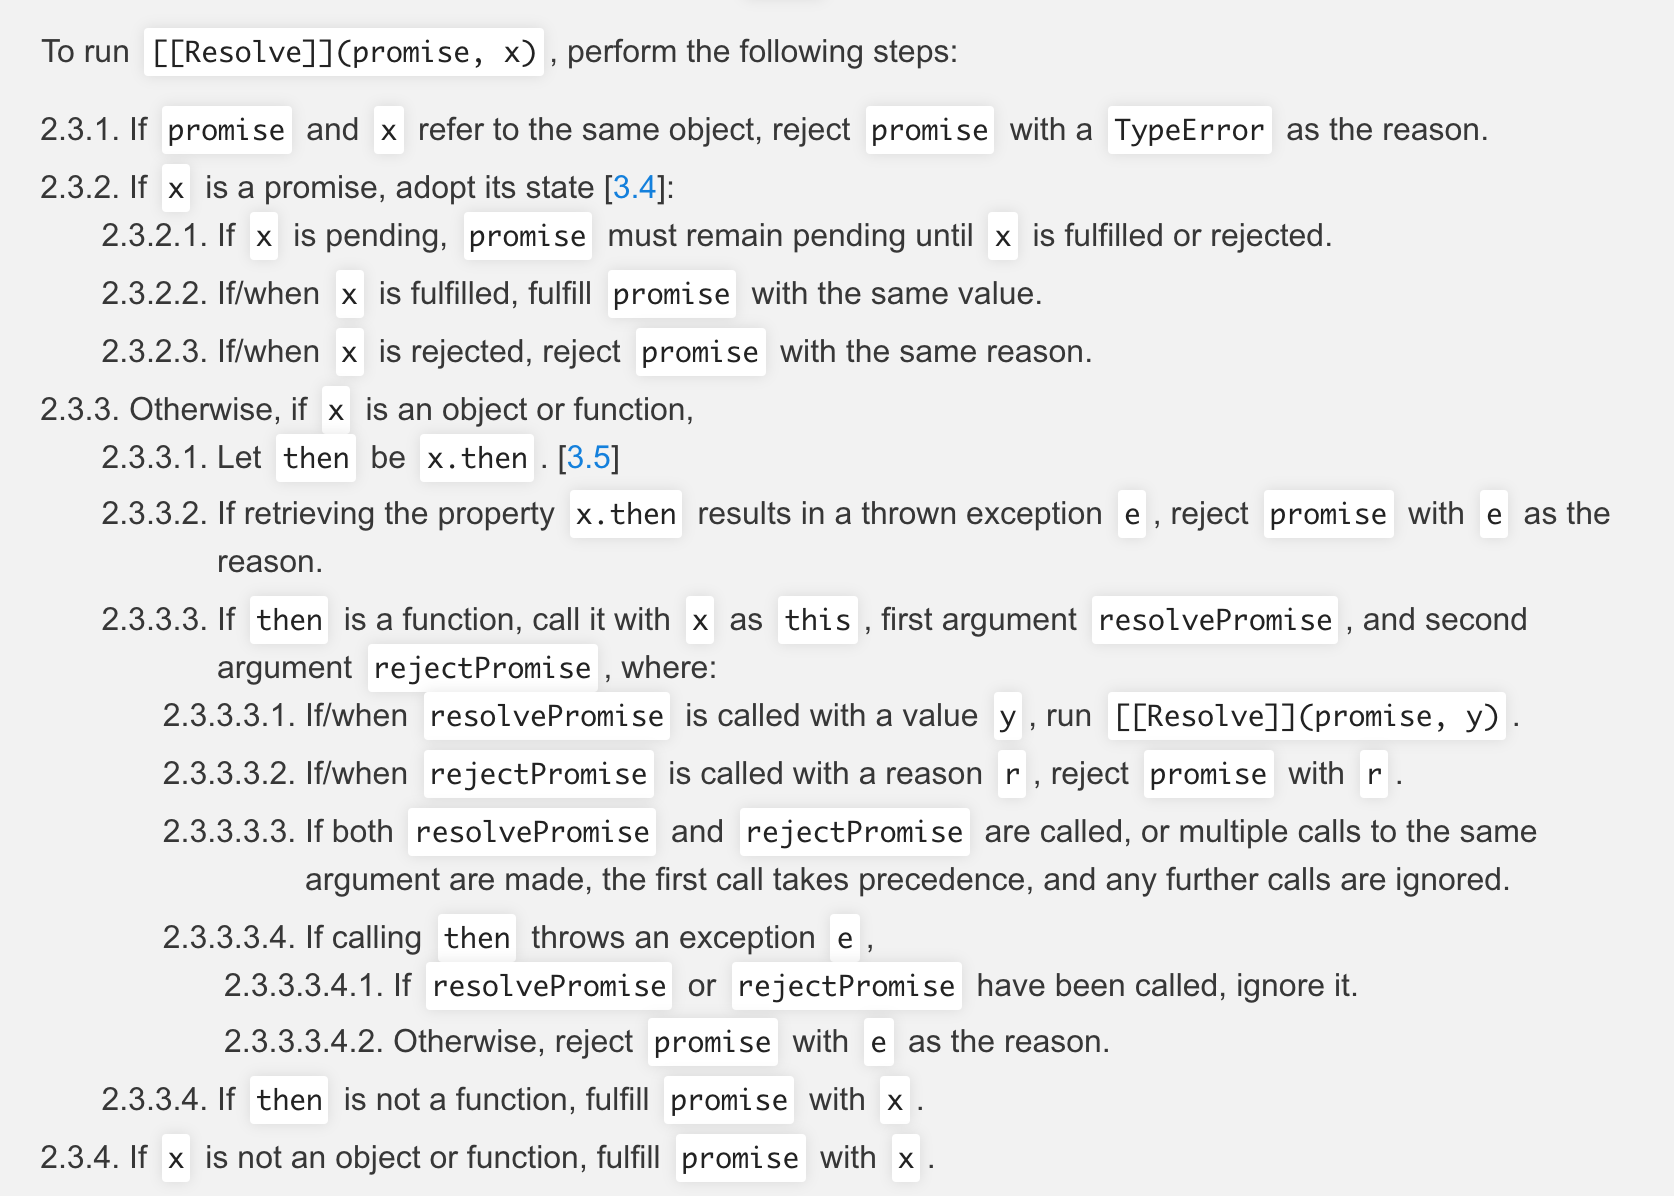 To run [[Resolve]](promise, x), perform the following steps:
2.3.1. If promise and x refer to the same object, reject promise with a TypeError as the reason.
2.3.2. If x is a promise, adopt its state [3.4]:
2.3.2.1. If x is pending, promise must remain pending until x is fulfilled or rejected.
2.3.2.2. If/when x is fulfilled, fulfill promise with the same value.
2.3.2.3. If/when x is rejected, reject promise with the same reason.
2.3.3. Otherwise, if x is an object or function,
2.3.3.1. Let then be x.then. [3.5]
2.3.3.2. If retrieving the property x.then results in a thrown exception e, reject promise with e as the
reason.
2.3.3.3. If then is a function, call it with x as this, first argument resolvePromise, and second
argument rejectPromise, where:
2.3.3.3.1. If/when resolvePromise is called with a value y, run [[Resolve]](promise, y).
2.3.3.3.2. If/when rejectPromise is called with a reason r, reject promise with r.
2.3.3.3.3. If both resolvePromise and rejectPromise are called, or multiple calls to the same
argument are made, the first call takes precedence, and any further calls are ignored.
2.3.3.3.4. If calling then throws an exception e,
2.3.3.3.4.1. If resolvePromise or rejectPromise have been called, ignore it.
2.3.3.3.4.2. Otherwise, reject promise with e as the reason.
2.3.3.4. If then is not a function, fulfill promise with x.
2.3.4. If x is not an object or function, fulfill promise with x.